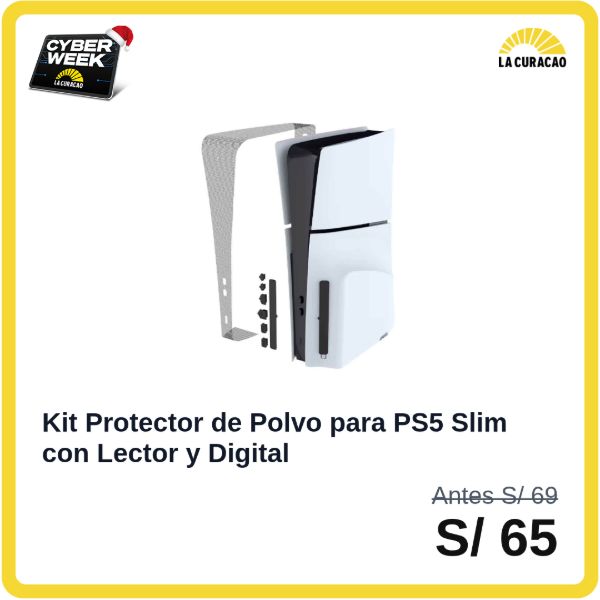 CYBER
WEEK
LA CURACAO
LA CURACAO
Kit Protector de Polvo para PS5 Slim
con Lector y Digital
Antes S/ 69
S/ 65